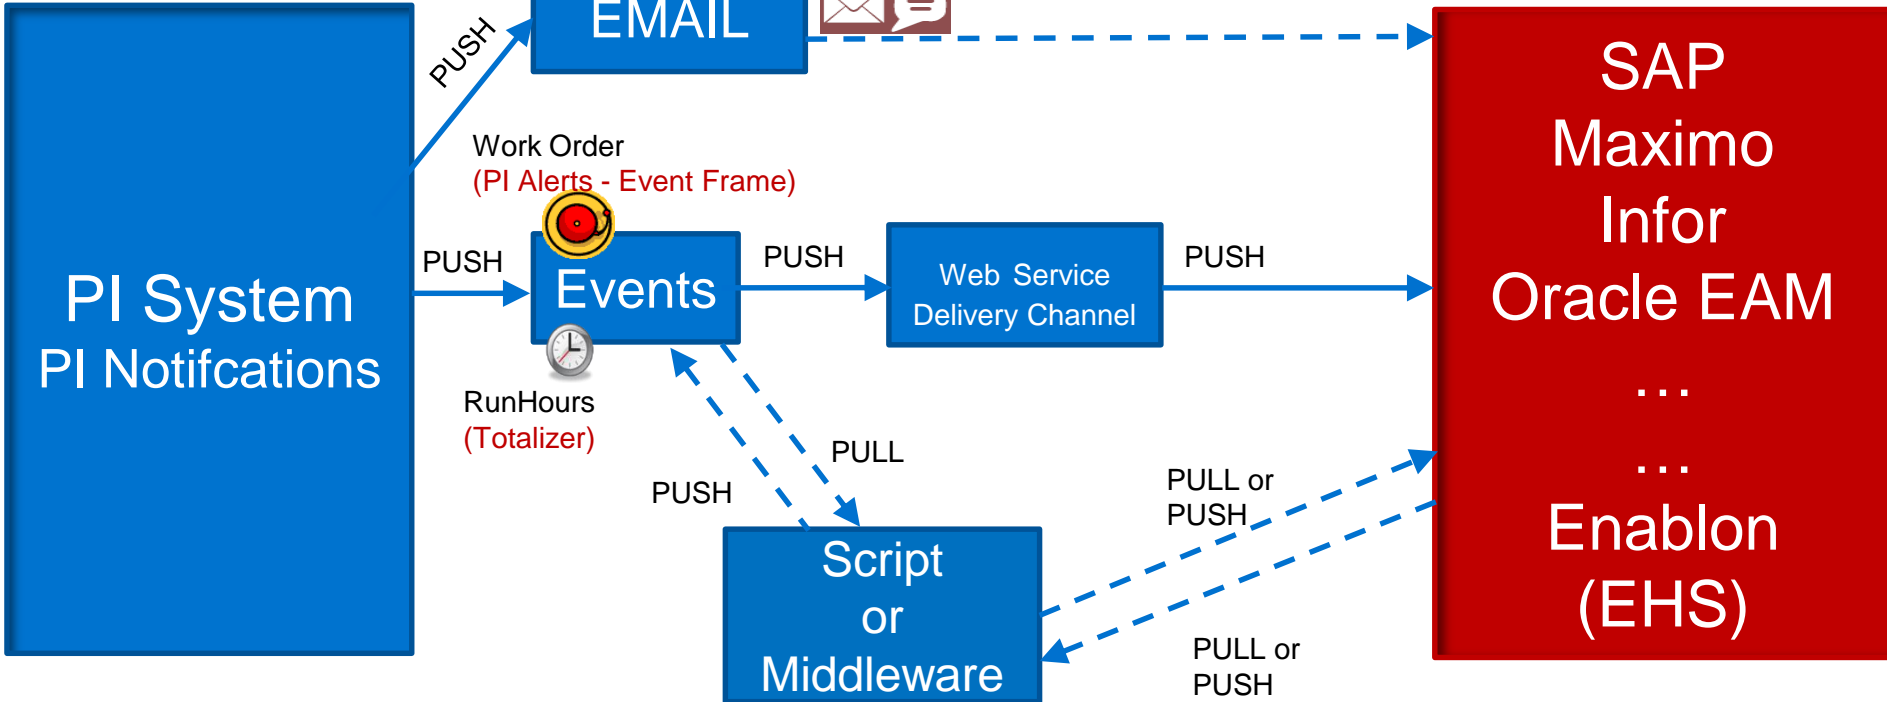 EMAIL
PUSH
Work Order
(PI Alerts - Event Frame)
PI System
PI Notifcations
PUSH
Events
PUSH
Web Service
Delivery Channel
PUSH
RunHours
(Totalizer)
PULL
PUSH
Script
or
Middleware
PULL or
PUSH
PULL or
PUSH
SAP
Maximo
Infor
Oracle EAM
...
...
Enablon
(EHS)